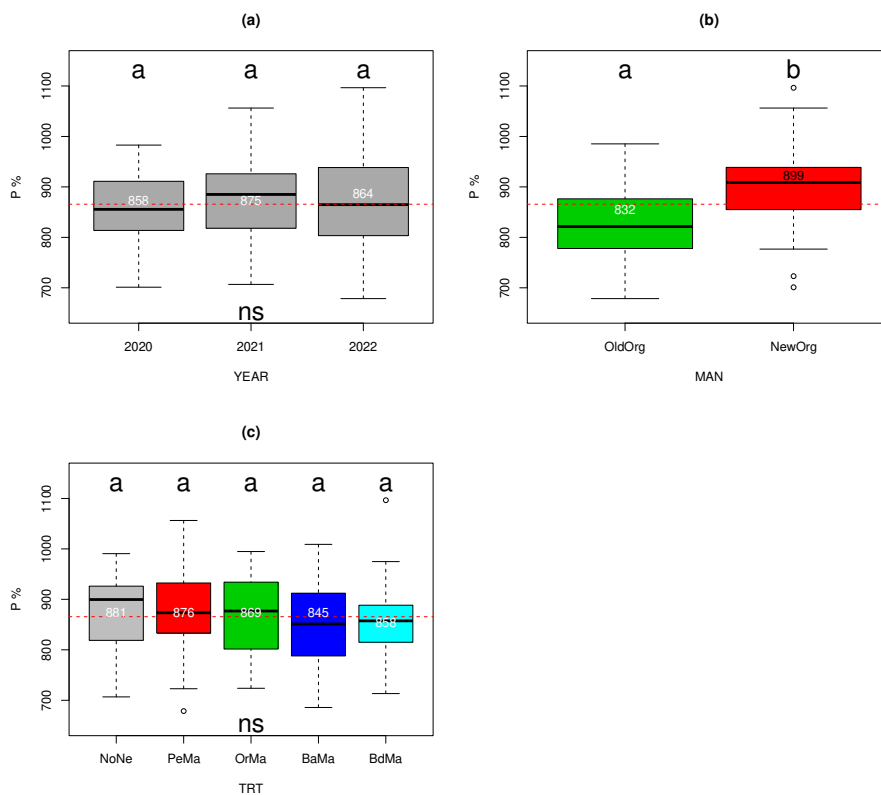 (a)
a a a
P %
700 800 900 1000 1100
858 875 864
ns
2020 2021 2022
YEAR
(b)
a b
P %
700 800 900 1000 1100
832 899
OldOrg NewOrg
MAN
(c)
a a a a a
P %
700 800 900 1000 1100
881 876 869 845 858
ns
NoNe PeMa OrMa BaMa BdMa
TRT